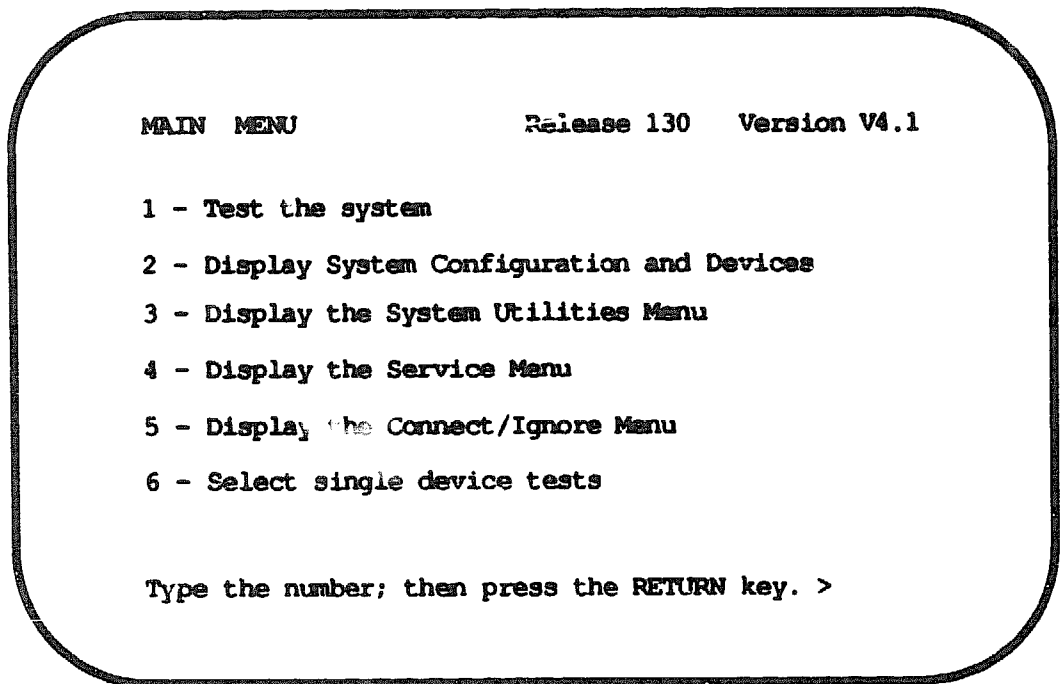 MAIN MENU Release 130 Version V4.1
1 - Test the system
2 - Display System Configuration and Devices
3 - Display the System Utilities Menu
4 - Display the Service Menu
5 - Display the Connect/Ignore Menu
6 - Select single device tests
Type the number; then press the RETURN key. >